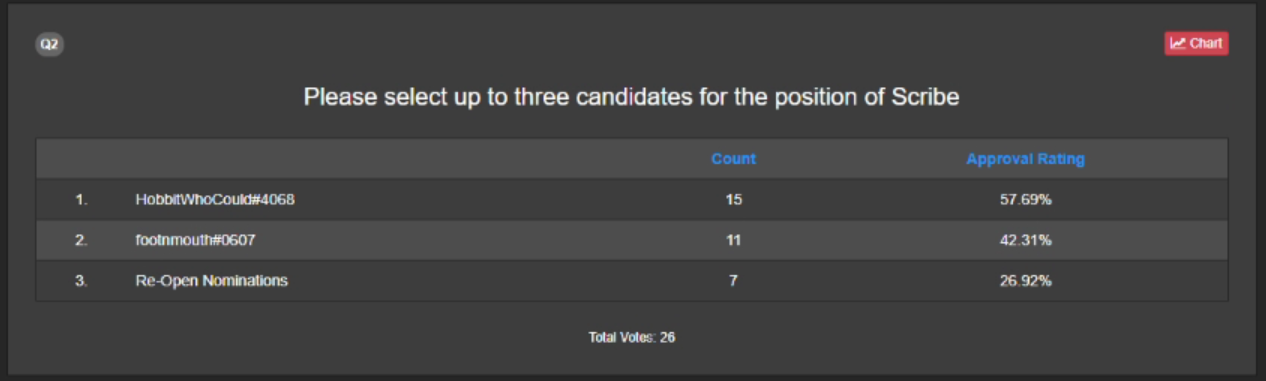 Q2
Chart
Please select up to three candidates for the position of Scribe
Count Approval Rating
1. HobbitWhoCould#4068 15 57.69%
2. footnmouth#0607 11 42.31%
3. Re-Open Nominations 7 26.92%
Total Votes: 26